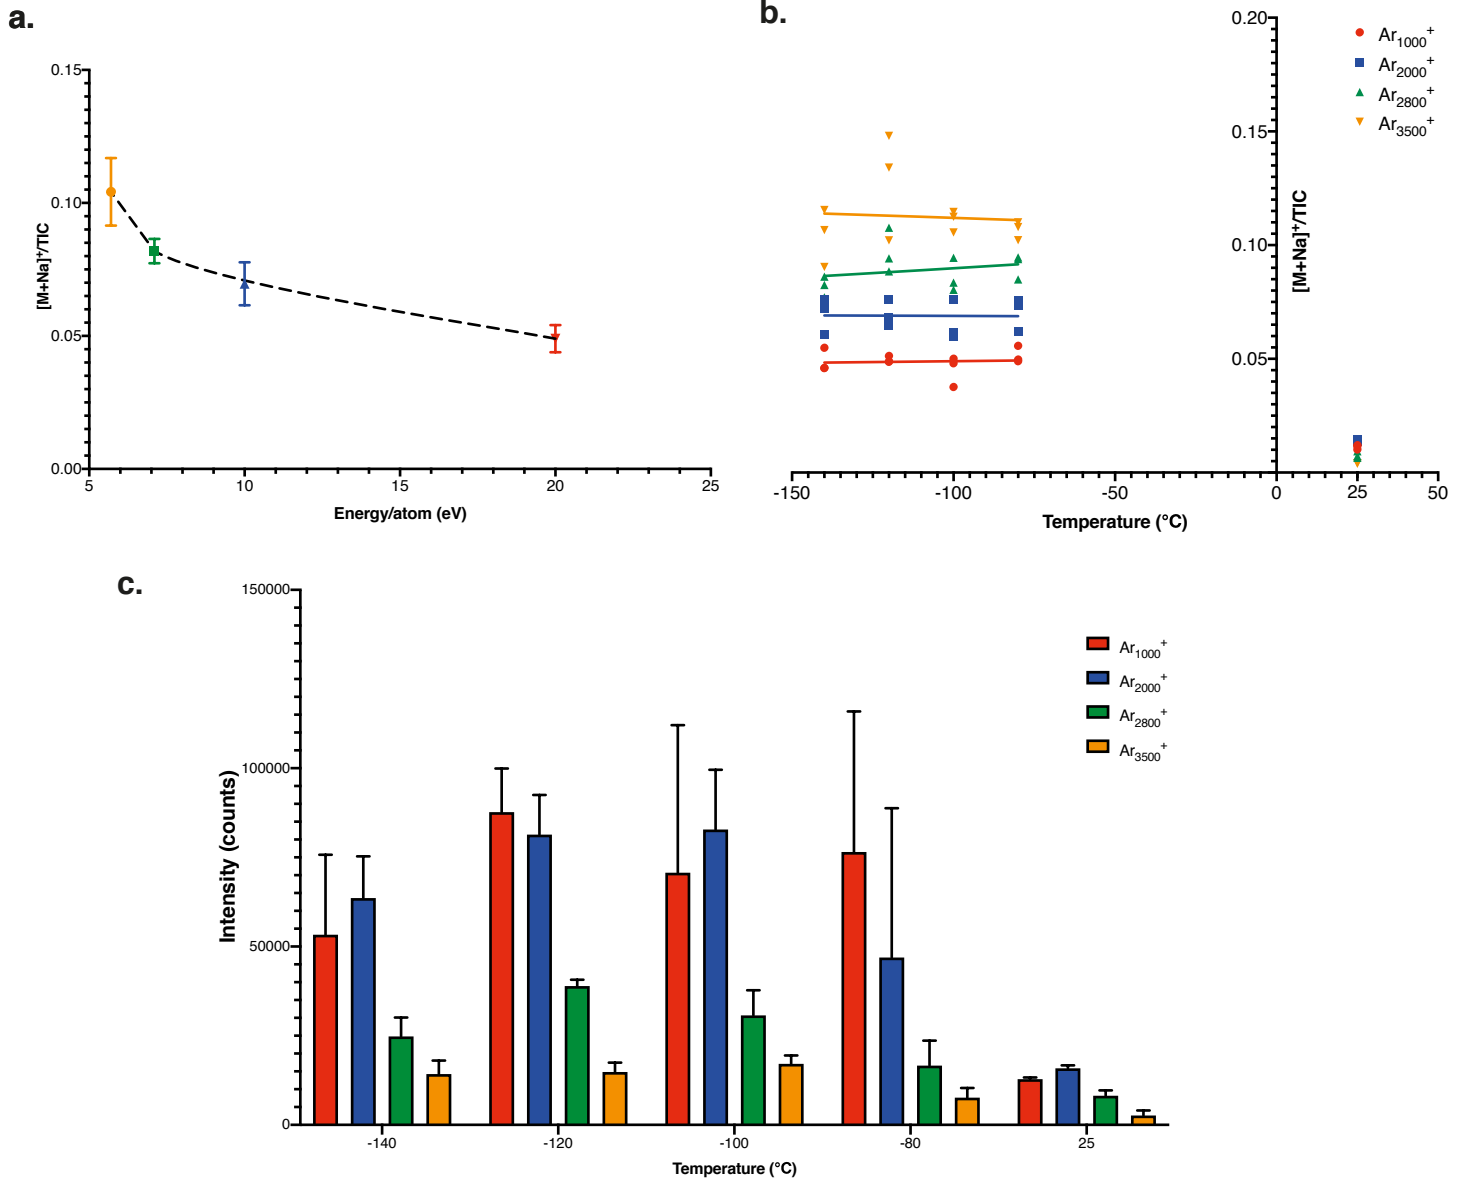 a.
0.15
0.10
0.05
0.00
[M+Na]⁺/TIC
5 10 15 20 25
Energy/atom (eV)
b.
0.20
0.15
0.10
0.05
[M+Na]⁺/TIC
Ar₁₀₀₀⁺
Ar₂₀₀₀⁺
Ar₂₈₀₀⁺
Ar₃₅₀₀⁺
-150 -100 -50 0 25 50
Temperature (°C)
c.
150000
100000
50000
0
Intensity (counts)
Ar₁₀₀₀⁺
Ar₂₀₀₀⁺
Ar₂₈₀₀⁺
Ar₃₅₀₀⁺
-140 -120 -100 -80 25
Temperature (°C)